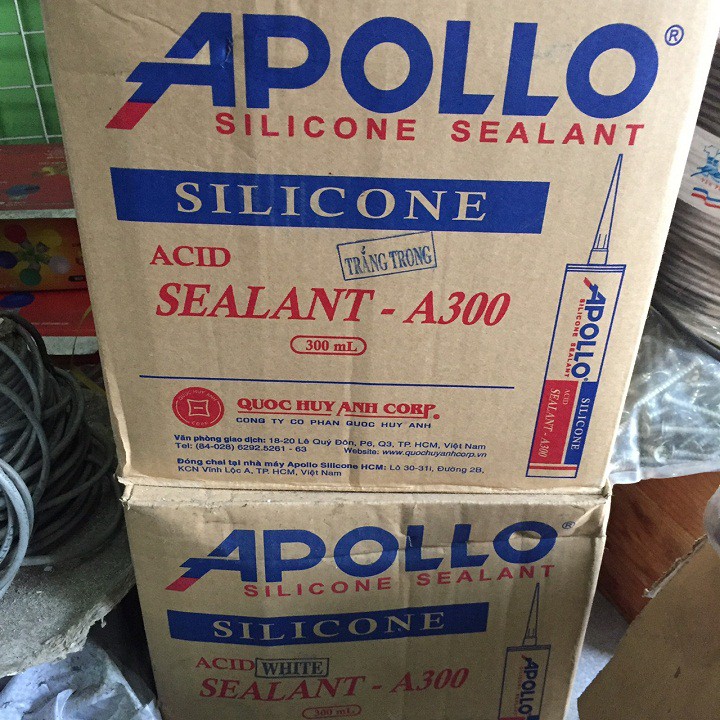 APOLLO®
SILICONE SEALANT
SILICONE
ACID
TRẮNG TRONG
SEALANT - A300
300 mL
APOLLO
SILICONE SEALANT
SILICONE
ACID
SEALANT - A300
QUOC HUY ANH CORP.
CÔNG TY CỔ PHẦN QUỐC HUY ANH
Văn phòng giao dịch: 18-20 Lê Quý Đôn, P6, Q3, TP. HCM, Việt Nam
Tel: (84-028) 6292.5261 - 63 Website: www.quochuyanhcorp.vn
Đóng chai tại nhà máy Apollo Silicone HCM: Lô 30-31i, Đường 2B,
KCN Vĩnh Lộc A, TP. HCM, Việt Nam
APOLLO®
SILICONE SEALANT
SILICONE
ACID WHITE
SEALANT - A300
300 mL
APOLLO
SILICONE SEALANT